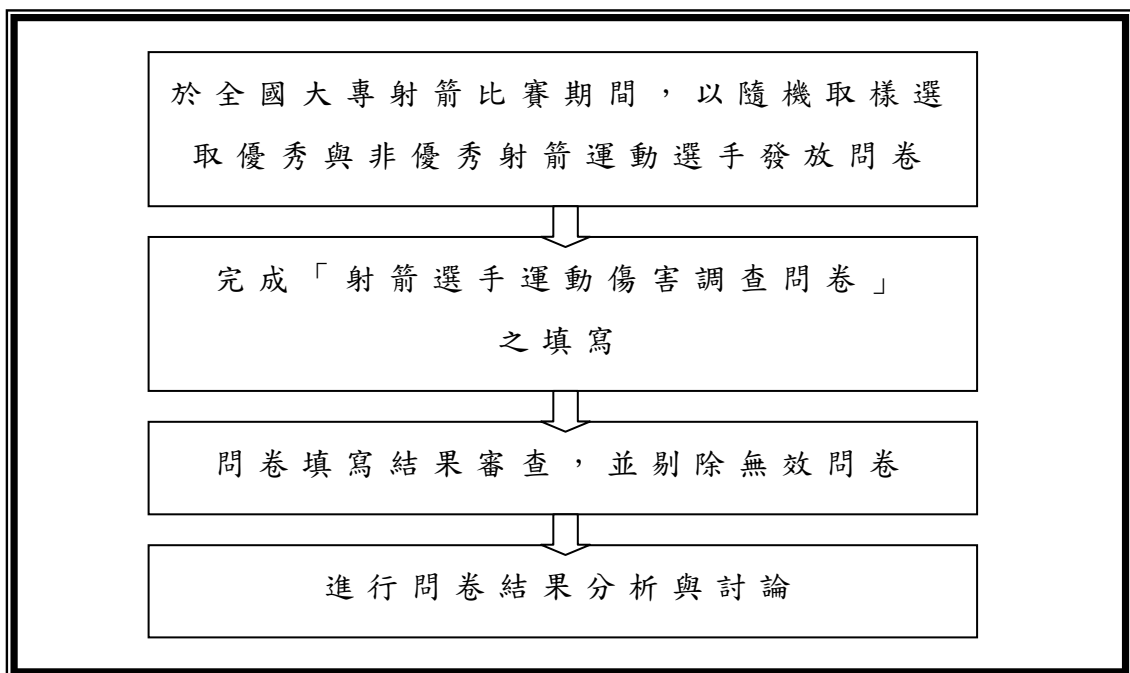 於全國大專射箭比賽期間，以隨機取樣選
取優秀與非優秀射箭運動選手發放問卷
完成「射箭選手運動傷害調查問卷」
之填寫
問卷填寫結果審查，並剔除無效問卷
進行問卷結果分析與討論